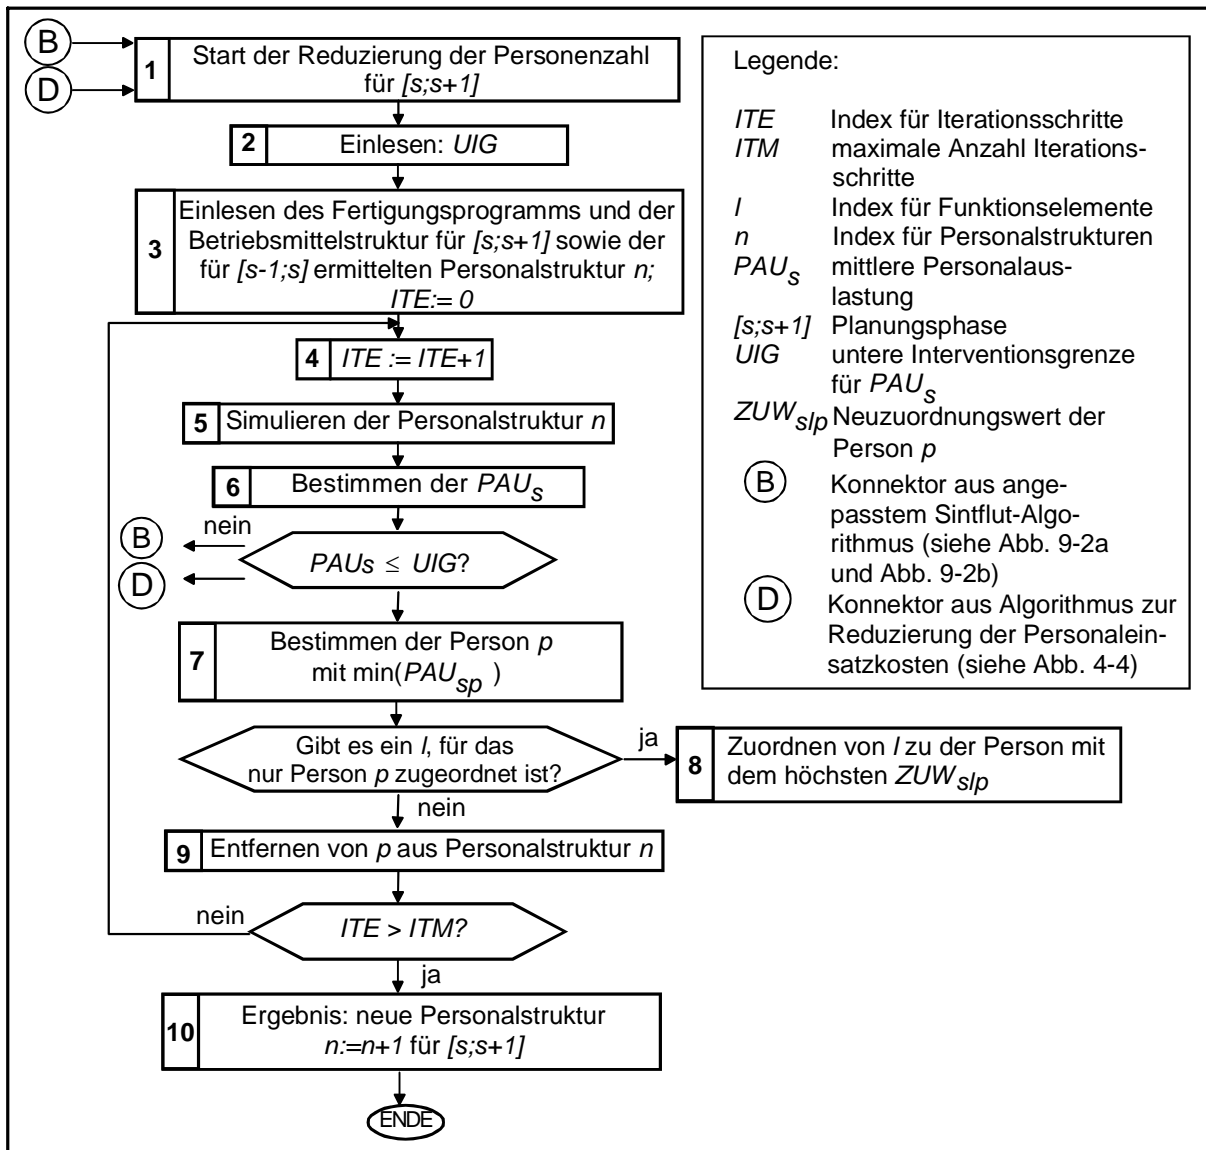 B
D
1
Start der Reduzierung der Personenzahl
für [s;s+1]
2
Einlesen: UIG
3
Einlesen des Fertigungsprogramms und der
Betriebsmittelstruktur für [s;s+1] sowie der
für [s-1;s] ermittelten Personalstruktur n;
ITE:= 0
4
ITE := ITE+1
5
Simulieren der Personalstruktur n
6
Bestimmen der PAUs
nein
B
D
PAUs ≤ UIG?
7
Bestimmen der Person p
mit min(PAUsp )
Gibt es ein l, für das
nur Person p zugeordnet ist?
ja
8
Zuordnen von l zu der Person mit
dem höchsten ZUWslp
nein
9
Entfernen von p aus Personalstruktur n
nein
ITE > ITM?
ja
10
Ergebnis: neue Personalstruktur
n:=n+1 für [s;s+1]
ENDE
Legende:
ITE Index für Iterationsschritte
ITM maximale Anzahl Iterations-
schritte
l Index für Funktionselemente
n Index für Personalstrukturen
PAUs mittlere Personalaus-
lastung
[s;s+1] Planungsphase
UIG untere Interventionsgrenze
für PAUs
ZUWslp Neuzuordnungswert der
Person p
B Konnektor aus ange-
passtem Sintflut-Algo-
rithmus (siehe Abb. 9-2a
und Abb. 9-2b)
D Konnektor aus Algorithmus zur
Reduzierung der Personalein-
satzkosten (siehe Abb. 4-4)